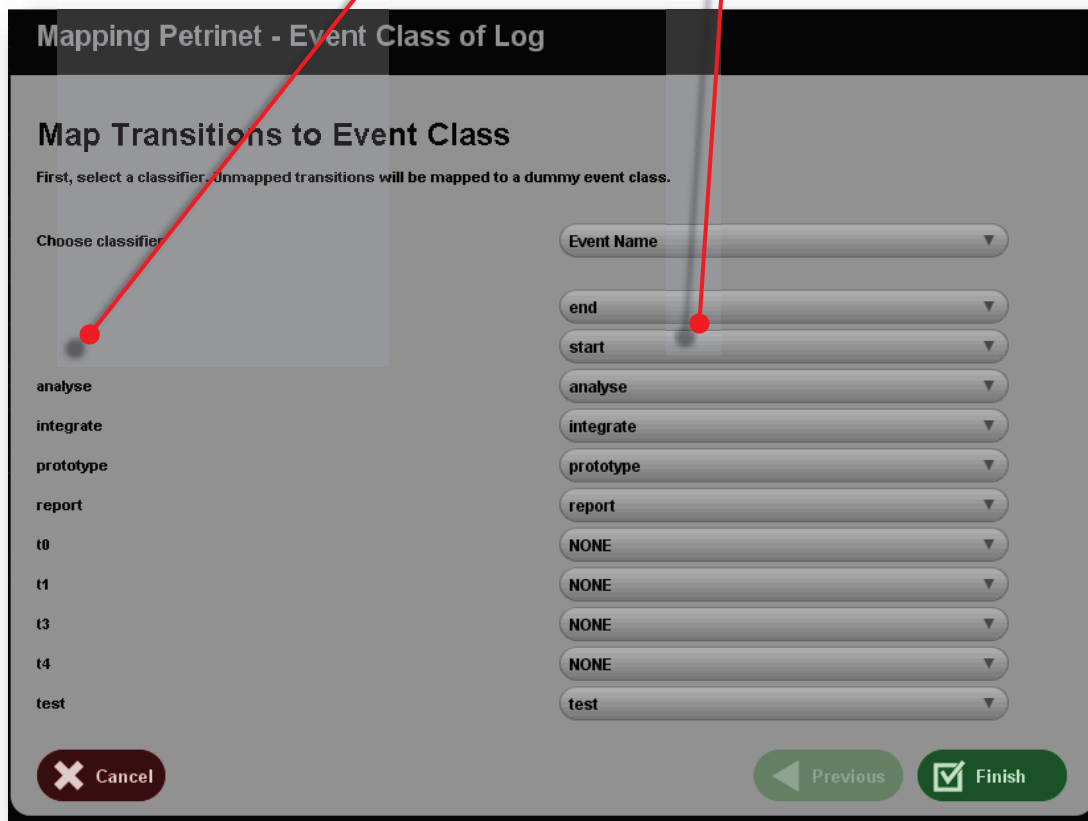 Mapping Petrinet - Event Class of Log
Map Transitions to Event Class
First, select a classifier. Unmapped transitions will be mapped to a dummy event class.
Choose classifier Event Name
end
start
analyse analyse
integrate integrate
prototype prototype
report report
t0 NONE
t1 NONE
t3 NONE
t4 NONE
test test
Cancel Previous Finish